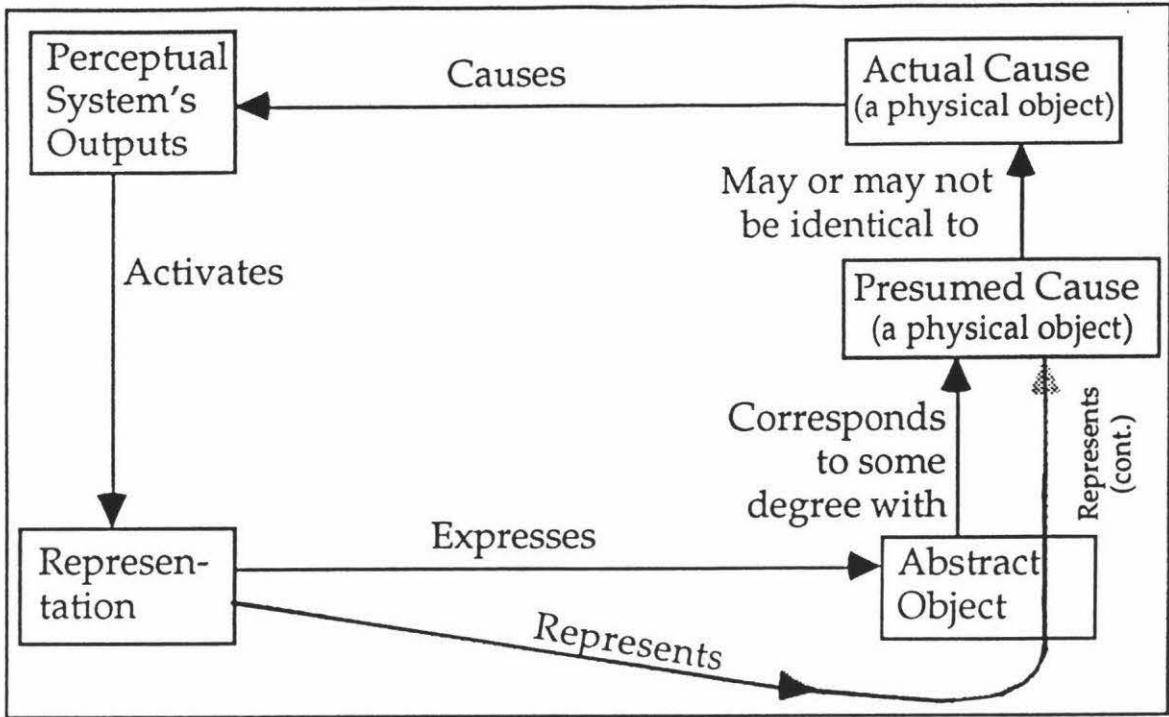 Perceptual
System's
Outputs
Causes
Actual Cause
(a physical object)
May or may not
be identical to
Activates
Presumed Cause
(a physical object)
Corresponds
to some
degree with
Represents
(cont.)
Represen-
tation
Expresses
Abstract
Object
Represents